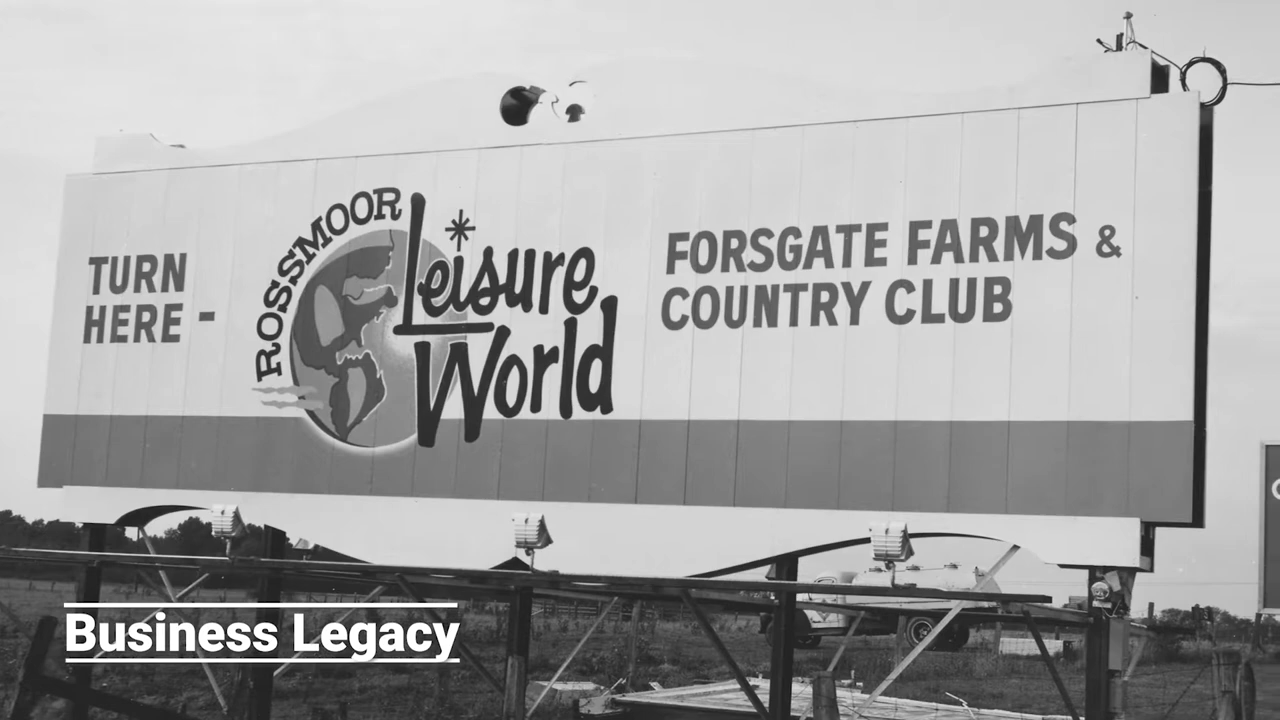 TURN
HERE -
ROSSMOOR
Leisure
World
FORSGATE FARMS &
COUNTRY CLUB
Business Legacy